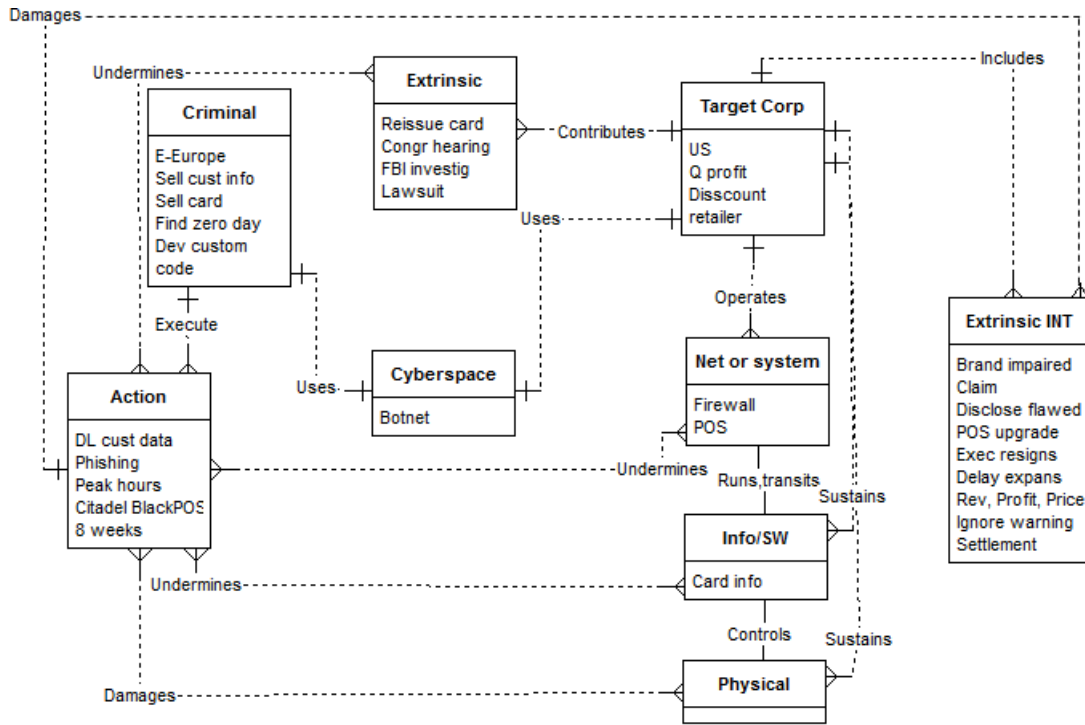 Damages
Undermines
Includes
Extrinsic
Reissue card
Congr hearing
FBI investig
Lawsuit
Contributes
Target Corp
US
Q profit
Disscount
retailer
Criminal
E-Europe
Sell cust info
Sell card
Find zero day
Dev custom
code
Uses
Operates
Execute
Extrinsic INT
Brand impaired
Claim
Disclose flawed
POS upgrade
Exec resigns
Delay expans
Rev, Profit, Price
Ignore warning
Settlement
Net or system
Firewall
POS
Cyberspace
Botnet
Uses
Action
DL cust data
Phishing
Peak hours
Citadel BlackPOS
8 weeks
Undermines
Runs,transits
Sustains
Info/SW
Card info
Undermines
Controls
Sustains
Physical
Damages